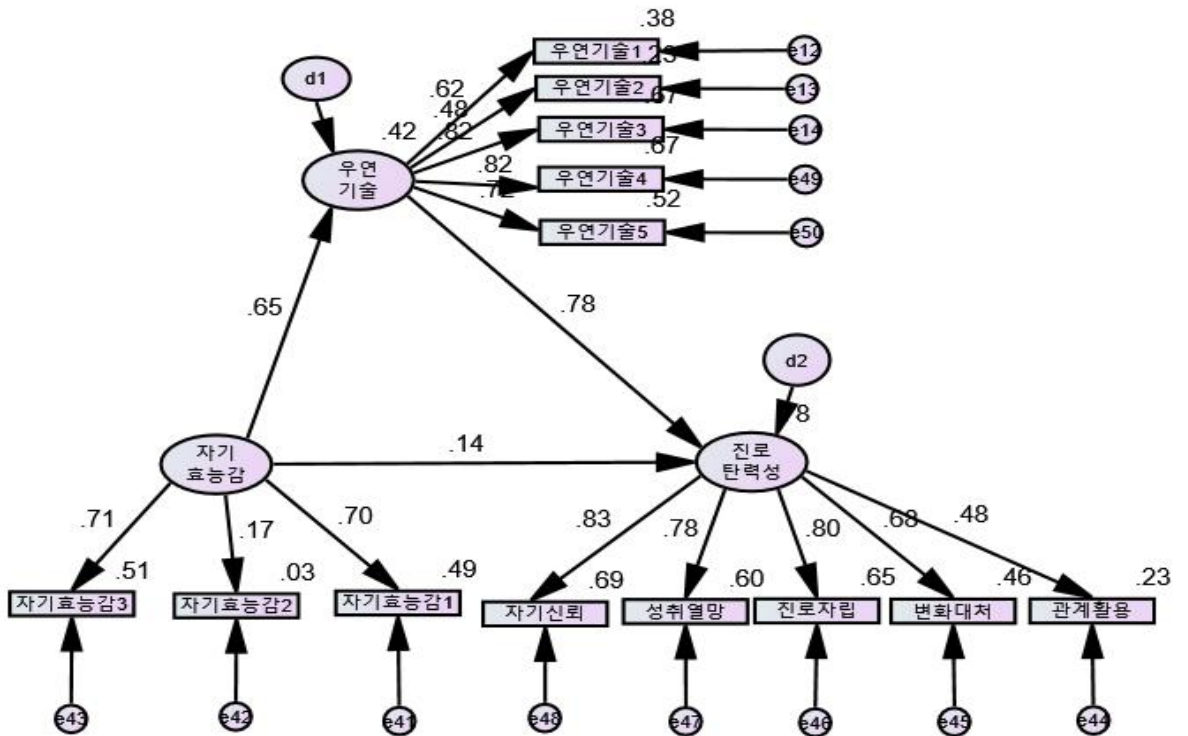 .38
우연기술1
.23
e12
d1
.62
우연기술2
e13
.48
.67
.42
.82
우연기술3
e14
우연
기술
.67
.82
우연기술4
e49
.72
.52
우연기술5
e50
.65
.78
d2
8
자기
효능감
.14
진로
탄력성
.71
.17
.70
.83
.78
.80
.68
.48
.51
.03
.49
.69
.60
.65
.46
.23
자기효능감3
자기효능감2
자기효능감1
자기신뢰
성취열망
진로자립
변화대처
관계활용
e43
e42
e41
e48
e47
e46
e45
e44